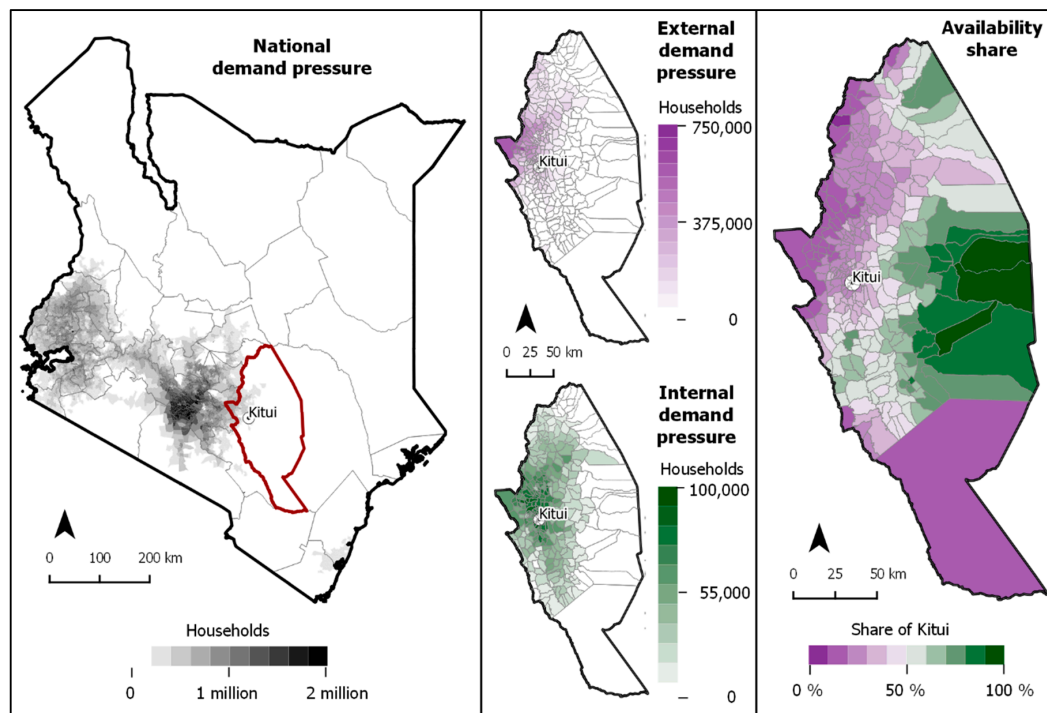 National
demand pressure
Kitui
0 100 200 km
Households
0 1 million 2 million
External
demand
pressure
Households
750,000
375,000
0
Kitui
0 25 50 km
Internal
demand
pressure
Households
100,000
55,000
0
Kitui
Availability
share
Kitui
0 25 50 km
Share of Kitui
0 % 50 % 100 %